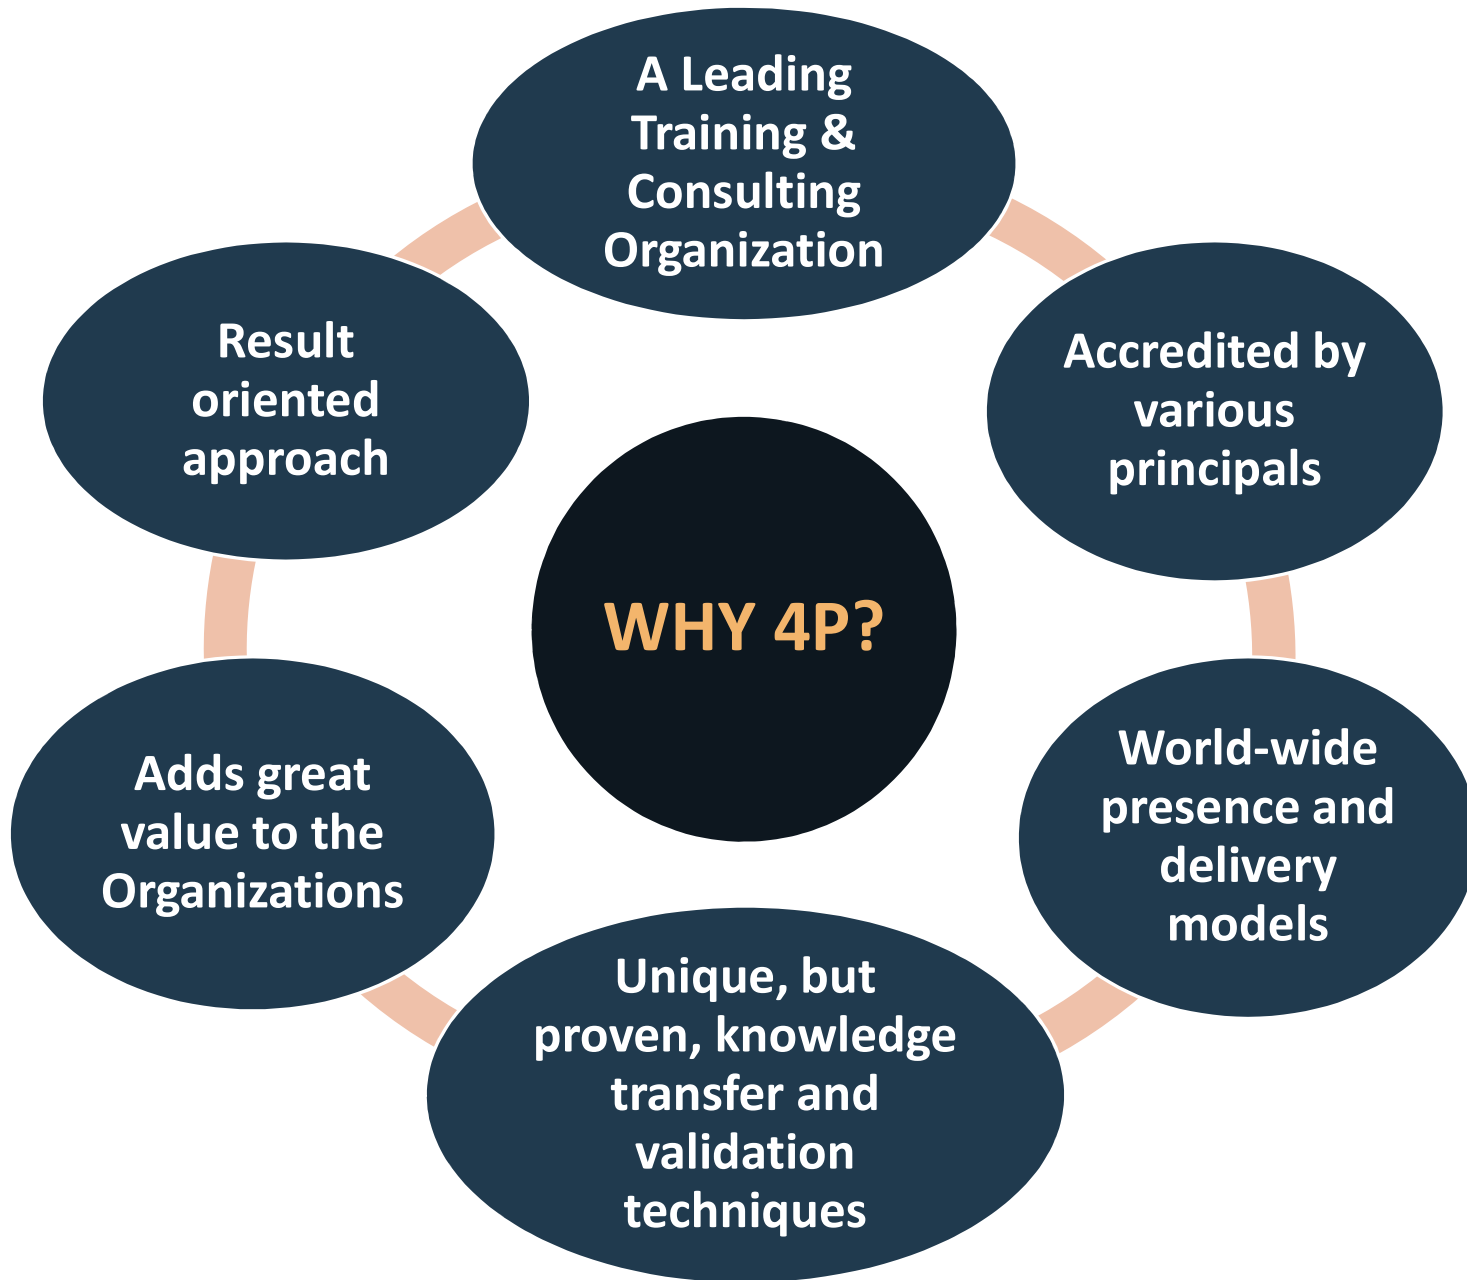 A Leading
Training &
Consulting
Organization
Accredited by
various
principals
World-wide
presence and
delivery
models
Unique, but
proven, knowledge
transfer and
validation
techniques
Adds great
value to the
Organizations
Result
oriented
approach
WHY 4P?